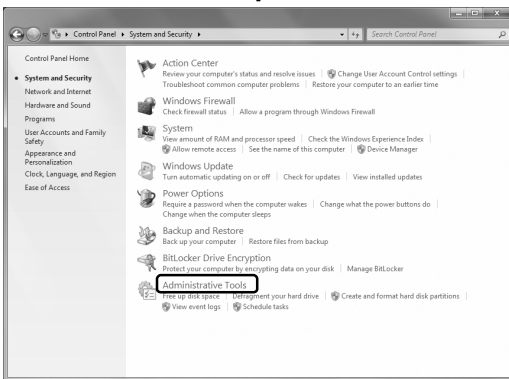 Control Panel System and Security Search Control Panel
Control Panel Home
System and Security
Network and Internet
Hardware and Sound
Programs
User Accounts and Family
Safety
Appearance and
Personalization
Clock, Language, and Region
Ease of Access
Action Center
Review your computer's status and resolve issues Change User Account Control settings
Troubleshoot common computer problems Restore your computer to an earlier time
Windows Firewall
Check firewall status Allow a program through Windows Firewall
System
View amount of RAM and processor speed Check the Windows Experience Index
Allow remote access See the name of this computer Device Manager
Windows Update
Turn automatic updating on or off Check for updates View installed updates
Power Options
Require a password when the computer wakes Change what the power buttons do
Change when the computer sleeps
Backup and Restore
Back up your computer Restore files from backup
BitLocker Drive Encryption
Protect your computer by encrypting data on your disk Manage BitLocker
Administrative Tools
Free up disk space Defragment your hard drive Create and format hard disk partitions
View event logs Schedule tasks